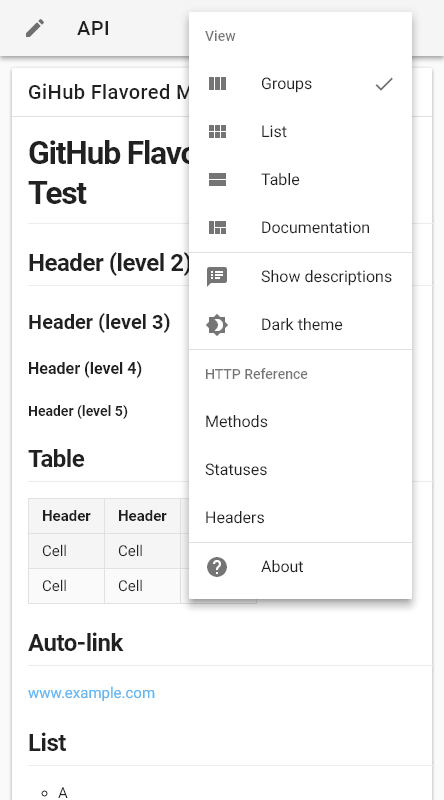 API
GiHub Flavored M
GitHub Flavo
Test
Header (level 2)
Header (level 3)
Header (level 4)
Header (level 5)
Table
Header Header
Cell Cell
Cell Cell
Auto-link
www.example.com
List
A
View
Groups
List
Table
Documentation
Show descriptions
Dark theme
HTTP Reference
Methods
Statuses
Headers
About